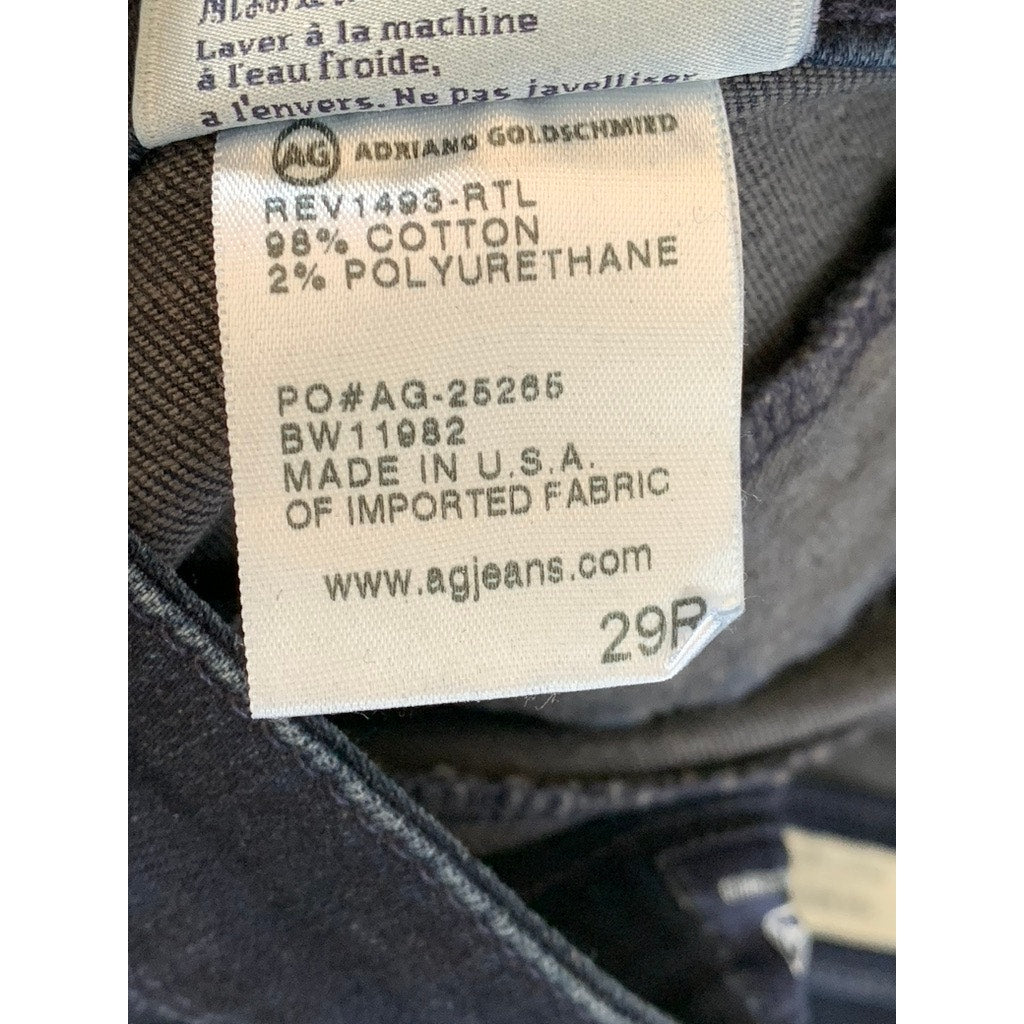 Laver à la machine
à l'eau froide,
a l'envers. Ne pas javelliser
AG ADRIANO GOLDSCHMIED
REV1493-RTL
98% COTTON
2% POLYURETHANE
PO#AG-25265
BW11982
MADE IN U.S.A.
OF IMPORTED FABRIC
www.agjeans.com
29R